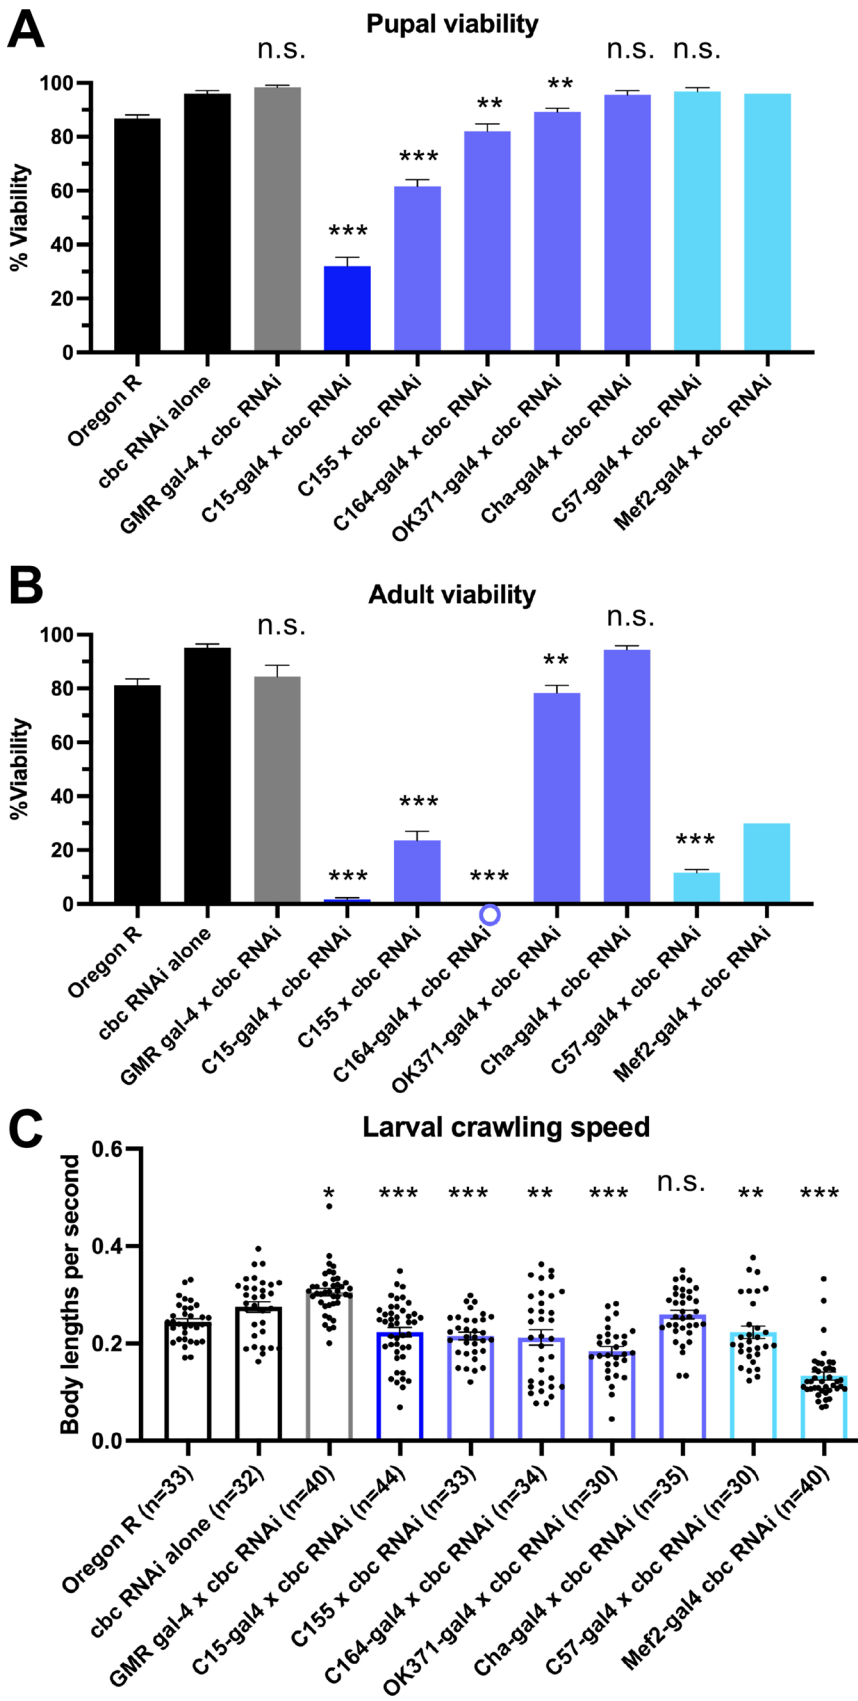 A
Pupal viability
n.s.
n.s.
n.s.
**
**
***
***
% Viability
100
80
60
40
20
0
Oregon R
cbc RNAi alone
GMR gal-4 x cbc RNAi
C15-gal4 x cbc RNAi
C155 x cbc RNAi
C164-gal4 x cbc RNAi
OK371-gal4 x cbc RNAi
Cha-gal4 x cbc RNAi
C57-gal4 x cbc RNAi
Mef2-gal4 x cbc RNAi
B
Adult viability
n.s.
n.s.
**
***
***
***
***
%Viability
100
80
60
40
20
0
Oregon R
cbc RNAi alone
GMR gal-4 x cbc RNAi
C15-gal4 x cbc RNAi
C155 x cbc RNAi
C164-gal4 x cbc RNAi
OK371-gal4 x cbc RNAi
Cha-gal4 x cbc RNAi
C57-gal4 x cbc RNAi
Mef2-gal4 x cbc RNAi
C
Larval crawling speed
* *** *** ** *** n.s. ** ***
Body lengths per second
0.6
0.4
0.2
0.0
Oregon R (n=33)
cbc RNAi alone (n=32)
GMR gal-4 x cbc RNAi (n=40)
C15-gal4 x cbc RNAi (n=44)
C155 x cbc RNAi (n=33)
C164-gal4 x cbc RNAi (n=34)
OK371-gal4 x cbc RNAi (n=30)
Cha-gal4 x cbc RNAi (n=35)
C57-gal4 x cbc RNAi (n=30)
Mef2-gal4 cbc RNAi (n=40)